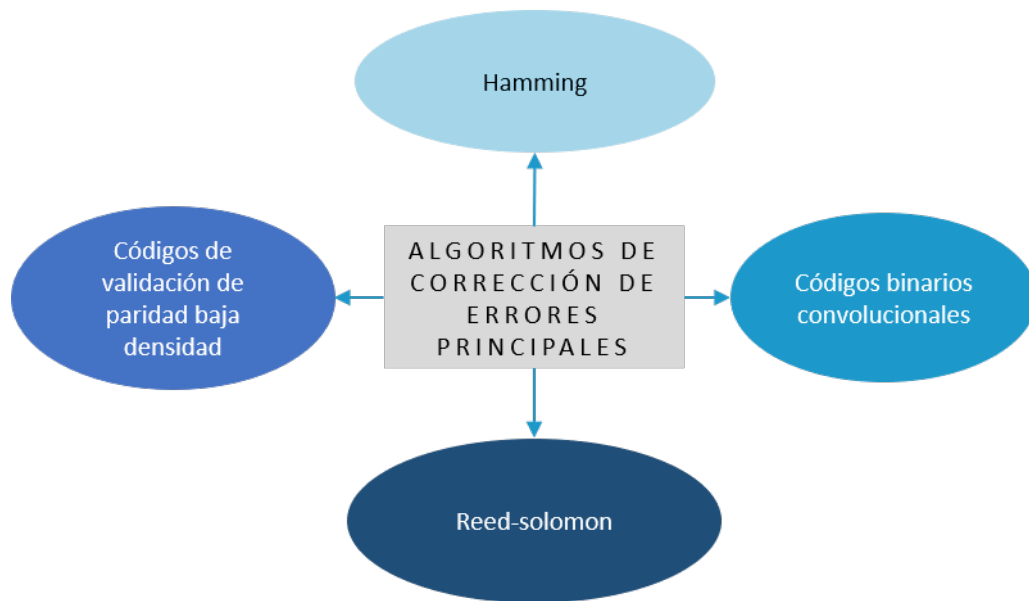 Hamming
Códigos de
validación de
paridad baja
densidad
ALGORITMOS DE
CORRECCIÓN DE
ERRORES
PRINCIPALES
Códigos binarios
convolucionales
Reed-solomon